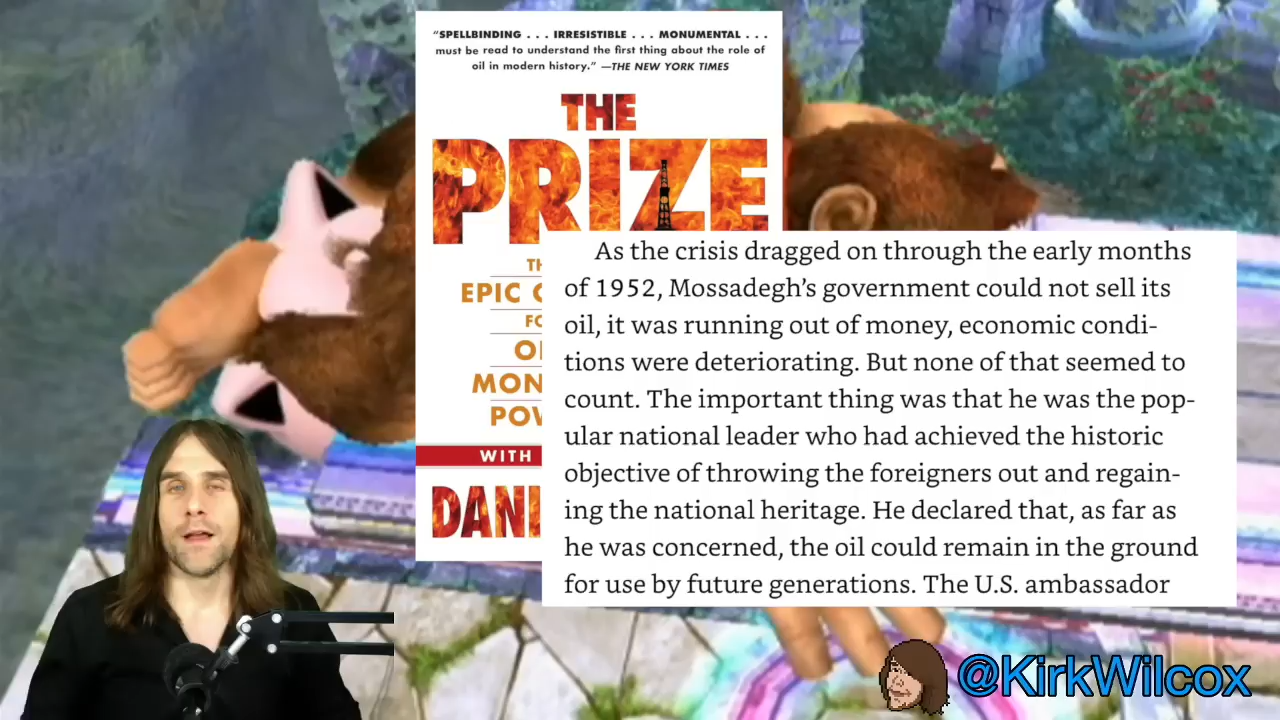 “SPELLBINDING . . . IRRESISTIBLE . . . MONUMENTAL . . .
must be read to understand the first thing about the role of
oil in modern history.” —THE NEW YORK TIMES
THE
PRIZE
EPIC
WITH
As the crisis dragged on through the early months
of 1952, Mossadegh’s government could not sell its
oil, it was running out of money, economic condi-
tions were deteriorating. But none of that seemed to
count. The important thing was that he was the pop-
ular national leader who had achieved the historic
objective of throwing the foreigners out and regain-
ing the national heritage. He declared that, as far as
he was concerned, the oil could remain in the ground
for use by future generations. The U.S. ambassador
@KirkWilcox